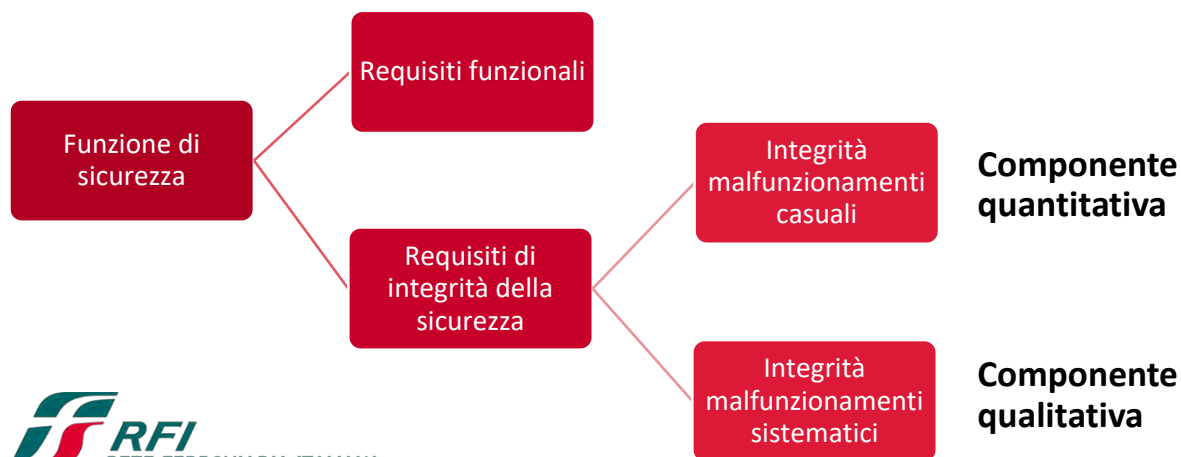 Requisiti funzionali
Funzione di
sicurezza
Integrità
malfunzionamenti
casuali
Componente
quantitativa
Requisiti di
integrità della
sicurezza
Integrità
malfunzionamenti
sistematici
Componente
qualitativa
RFI